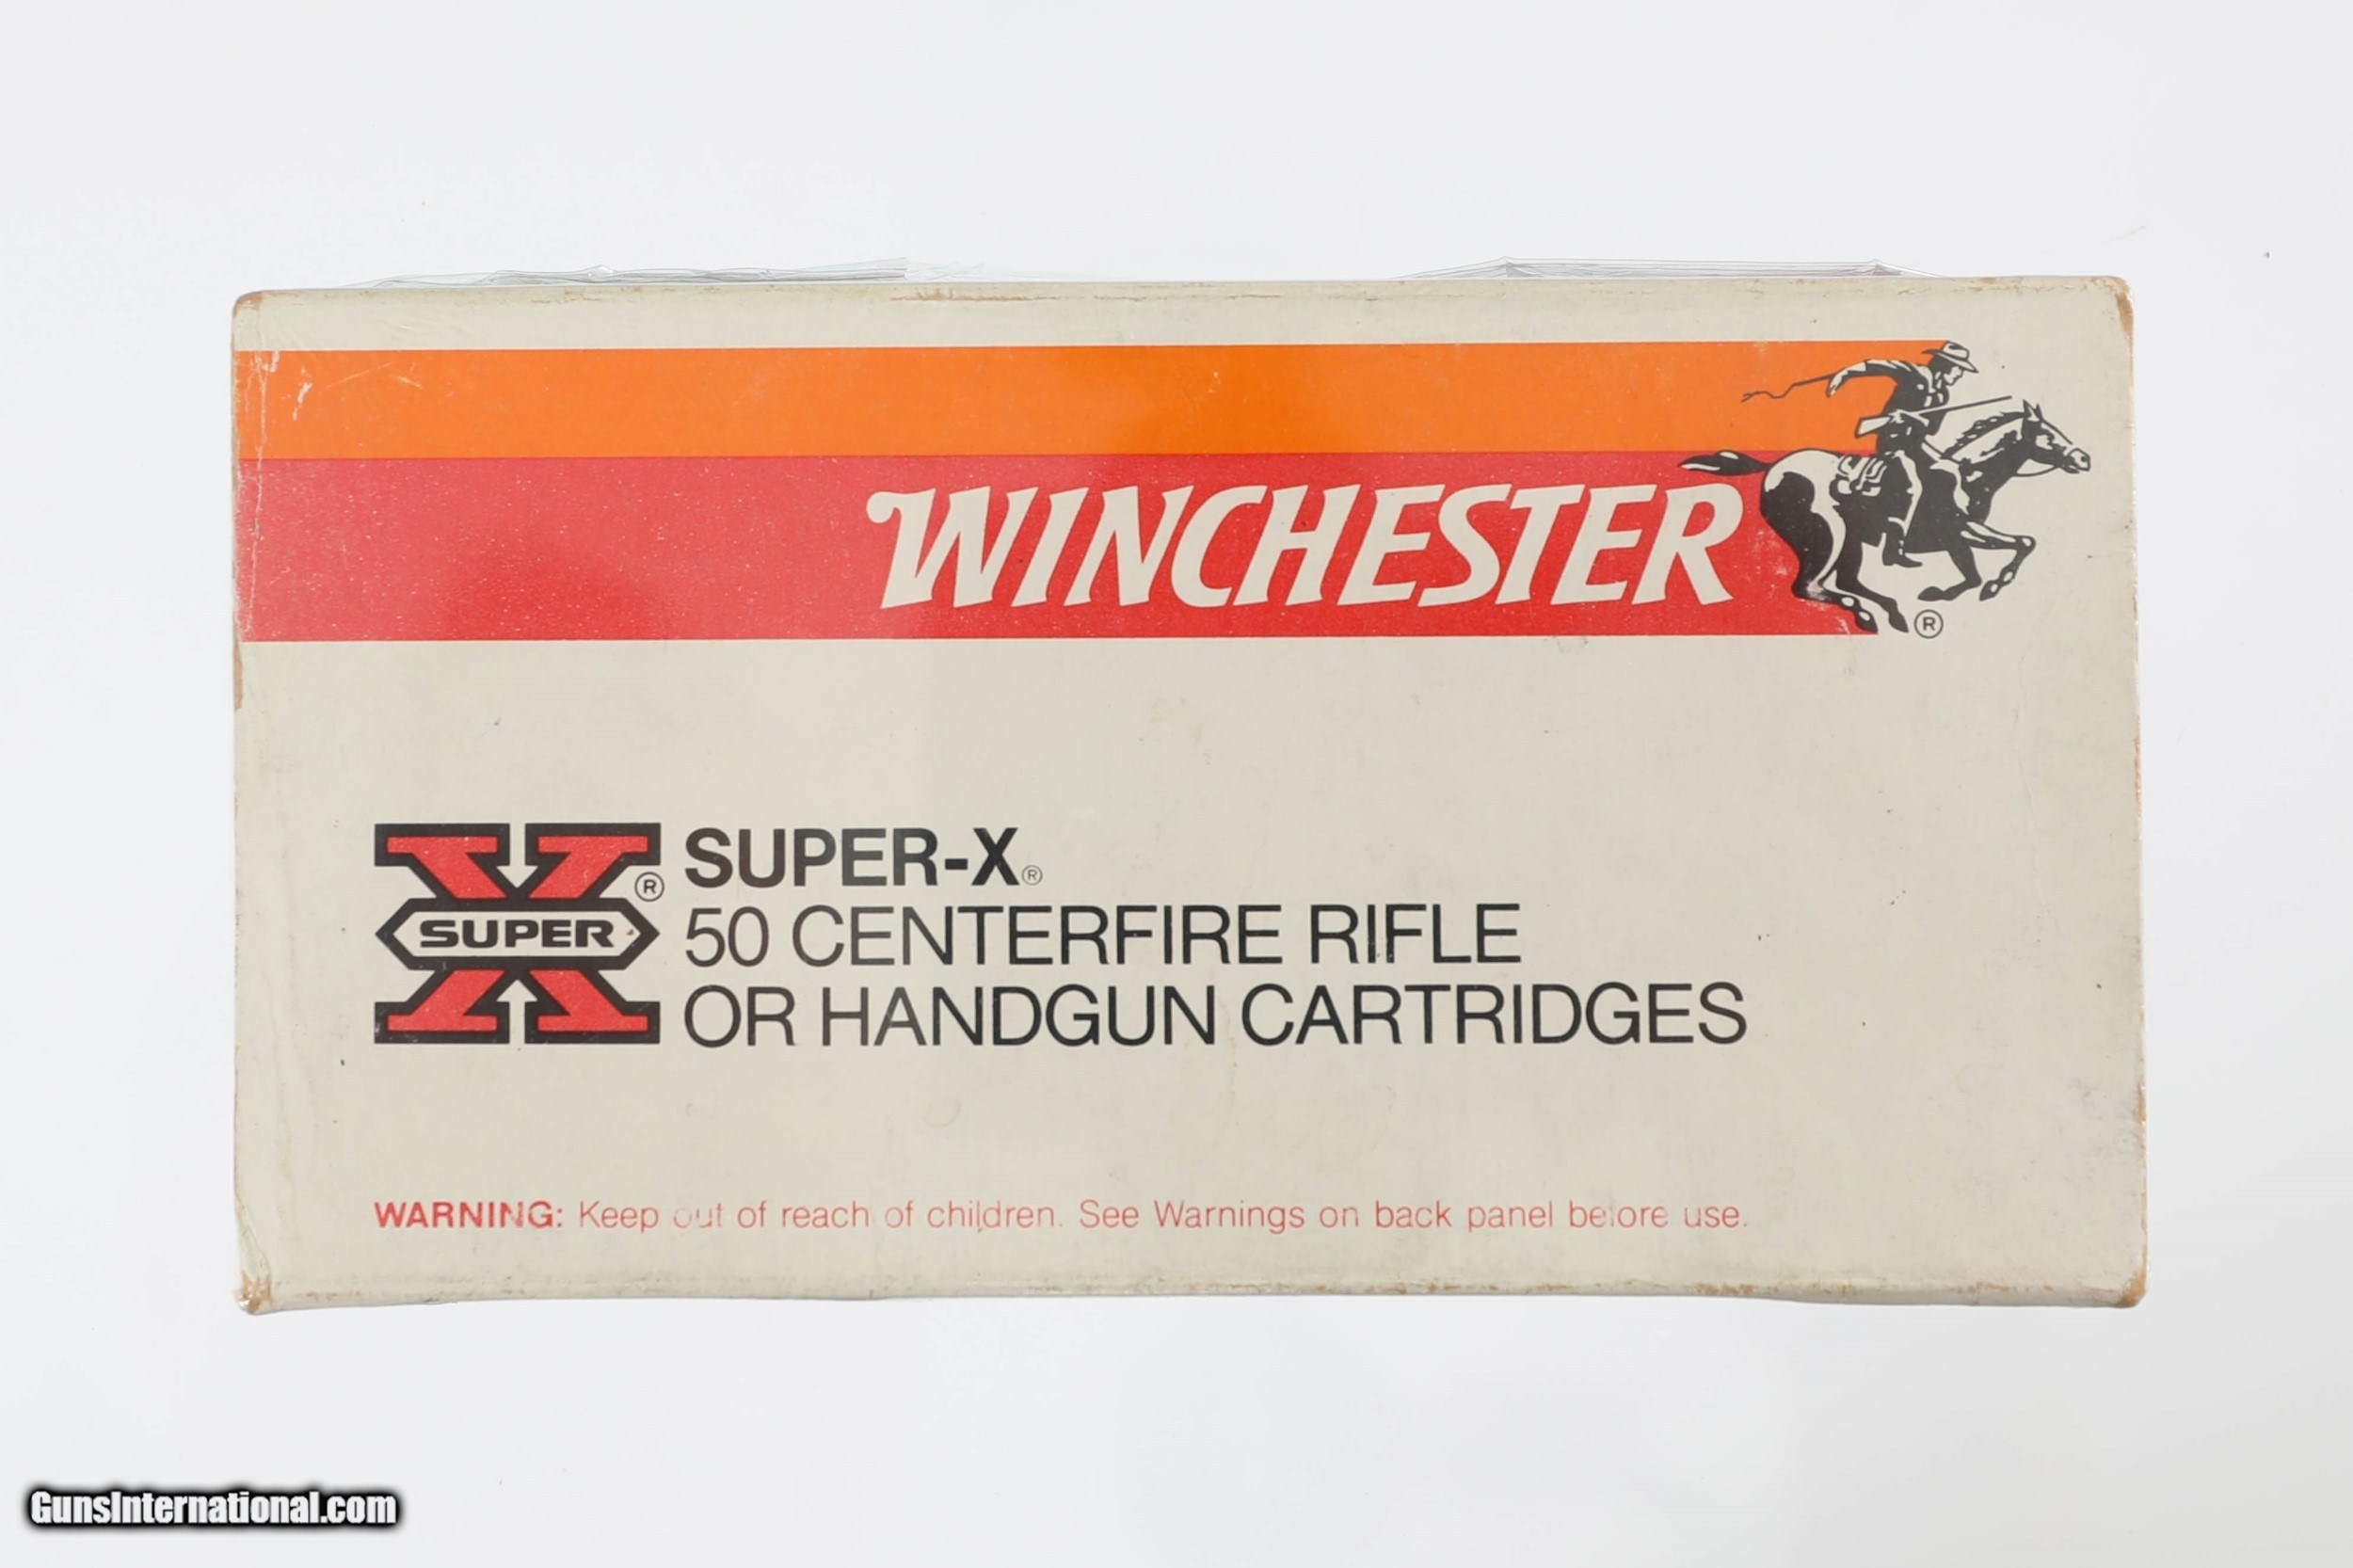 WINCHESTER
®
SUPER
®
SUPER-X®
50 CENTERFIRE RIFLE
OR HANDGUN CARTRIDGES
WARNING: Keep out of reach of children. See Warnings on back panel before use.
GunsInternational.com